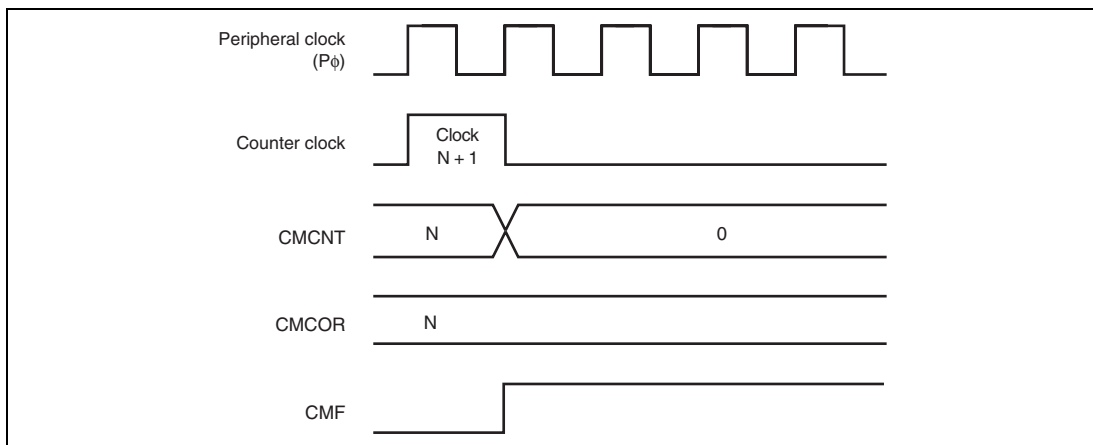 Peripheral clock
(Pφ)
Counter clock
Clock
N + 1
CMCNT
N
0
CMCOR
N
CMF